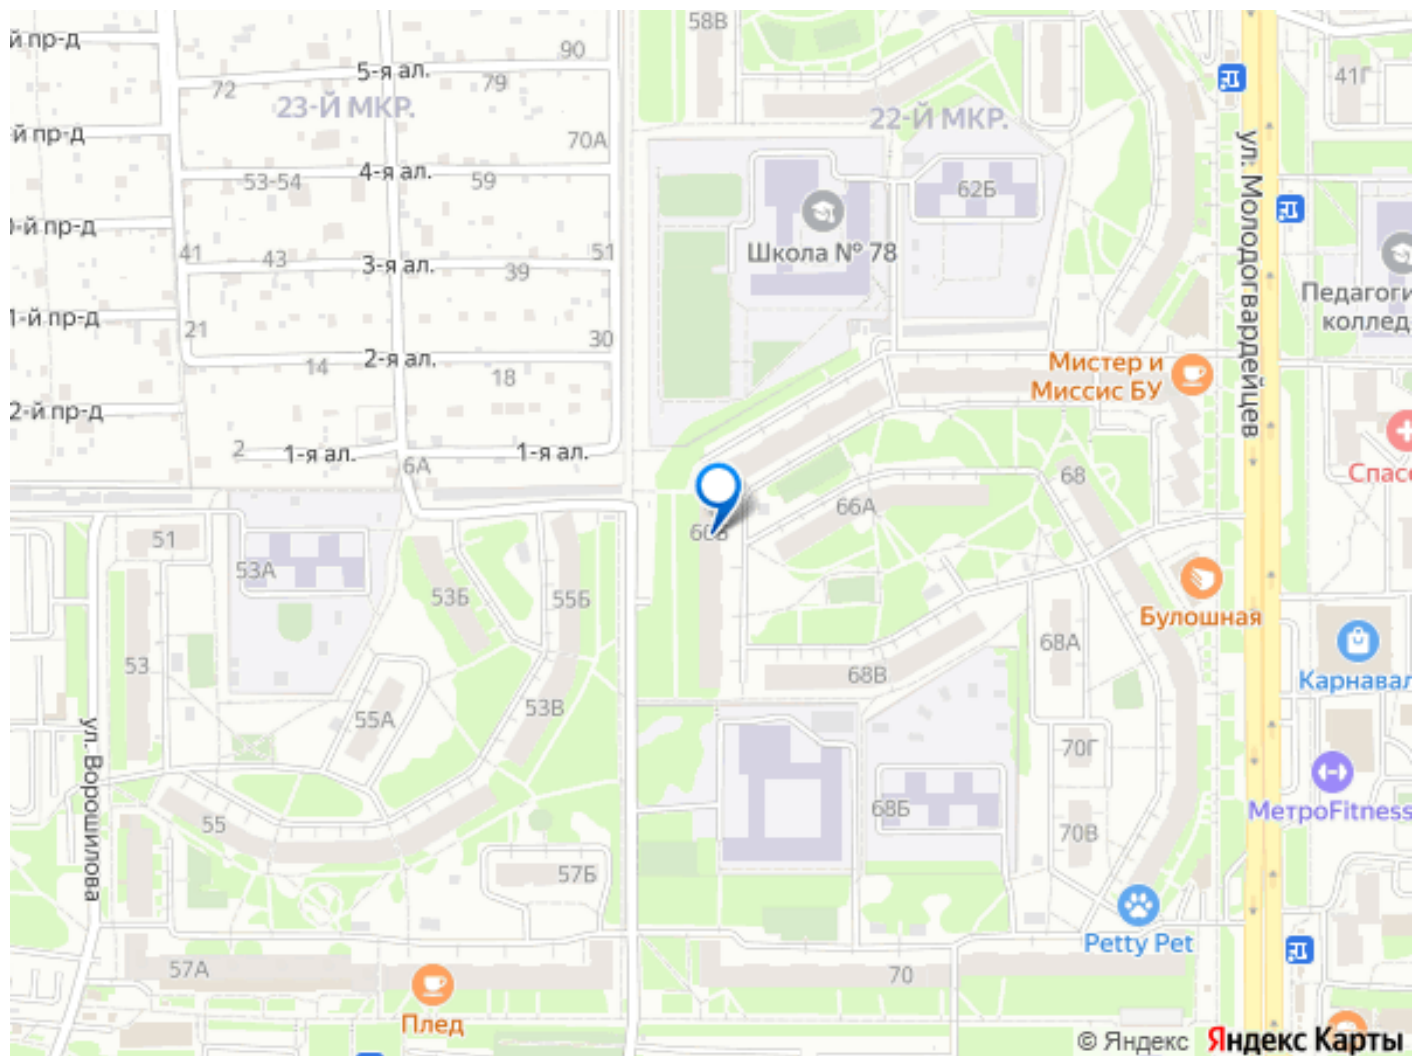 58В
й пр-д
5-я ал.
90
72
79
41Г
23-Й МКР.
22-Й МКР.
й пр-д
70А
4-я ал.
53-54
59
62Б
ул. Молодогвардейцев
0-й пр-д
41
43
3-я ал.
39
51
Школа № 78
Педагоги
коллед
1-й пр-д
21
2-я ал.
30
14
18
Мистер и
Миссис БУ
2-й пр-д
2
1-я ал.
1-я ал.
6А
68
Спасс
66А
51
53А
53Б
55Б
Булошная
53
68А
68В
Карнавал
55А
53В
ул. Ворошилова
70Г
55
68Б
70В
МетроFitness
57Б
Petty Pet
57А
70
Плед
© Яндекс
Яндекс Карты